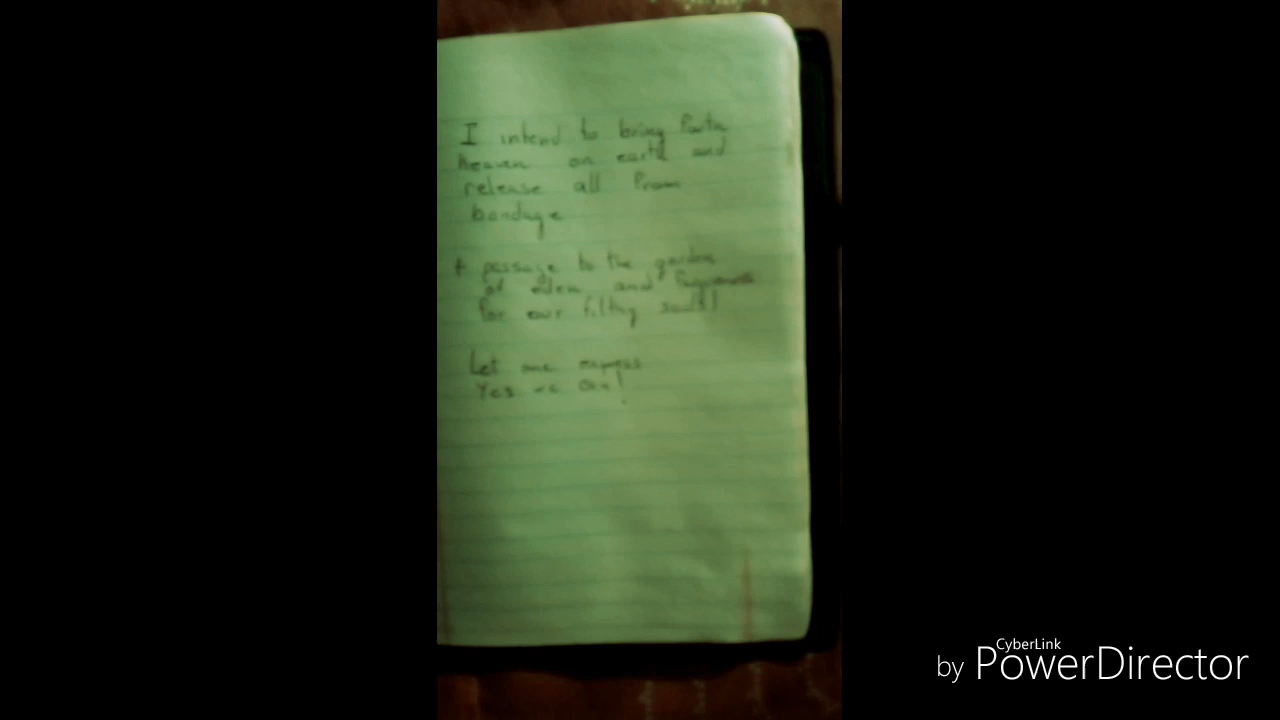 I intend to bring Forth
Heaven on earth and
release all From
bondage
+ passage to the garden
of eden and Forgiveness
for our filthy souls!
Let me express
Yes we can!
CyberLink
by PowerDirector